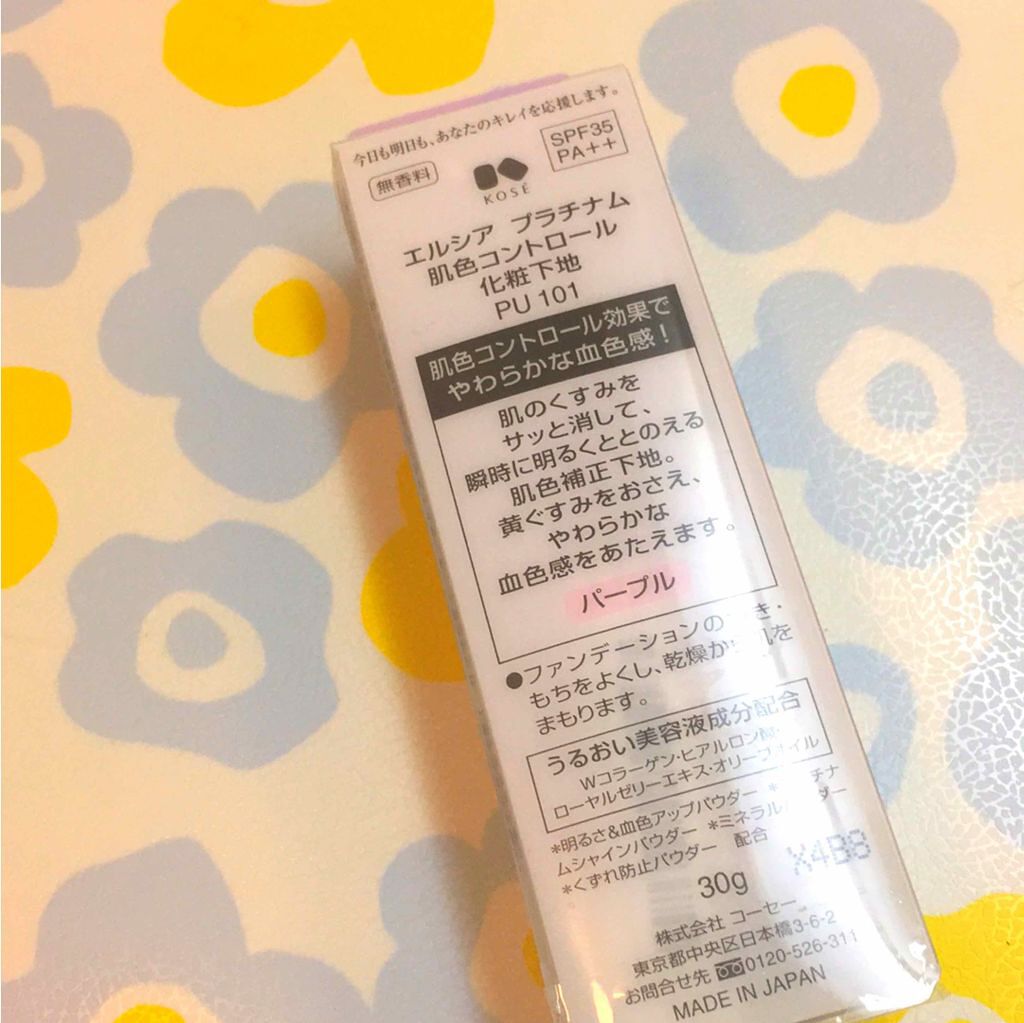 今日も明日も、あなたのキレイを応援します。
無香料
KOSÉ
SPF35
PA++
エルシア プラチナム
肌色コントロール
化粧下地
PU 101
肌色コントロール効果で
やわらかな血色感！
肌のくすみを
サッと消して、
瞬時に明るくととのえる
肌色補正下地。
黄ぐすみをおさえ、
やわらかな
血色感をあたえます。
パープル
●ファンデーションの き・
もちをよくし、乾燥か 肌を
まもります。
うるおい美容液成分配合
Wコラーゲン・ヒアルロン酸・
ローヤルゼリーエキス・オリーブオイル
*明るさ&血色アップパウダー * チナ
ムシャインパウダー *ミネラルパウダー
*くずれ防止パウダー 配合
30g
X4B8
株式会社 コーセー
東京都中央区日本橋3-6-2
お問合せ先 0120-526-311
MADE IN JAPAN